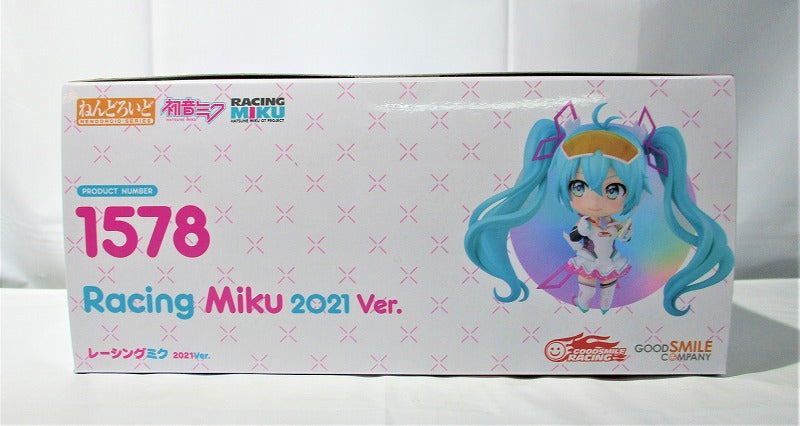 ねんどろいど
NENDOROID SERIES
初音ミク
HATSUNE MIKU
RACING
MIKU
HATSUNE MIKU GT PROJECT
PRODUCT NUMBER
1578
Racing Miku 2021 Ver.
レーシングミク 2021Ver.
GOODSMILE
RACING
GOODSMILE
COMPANY